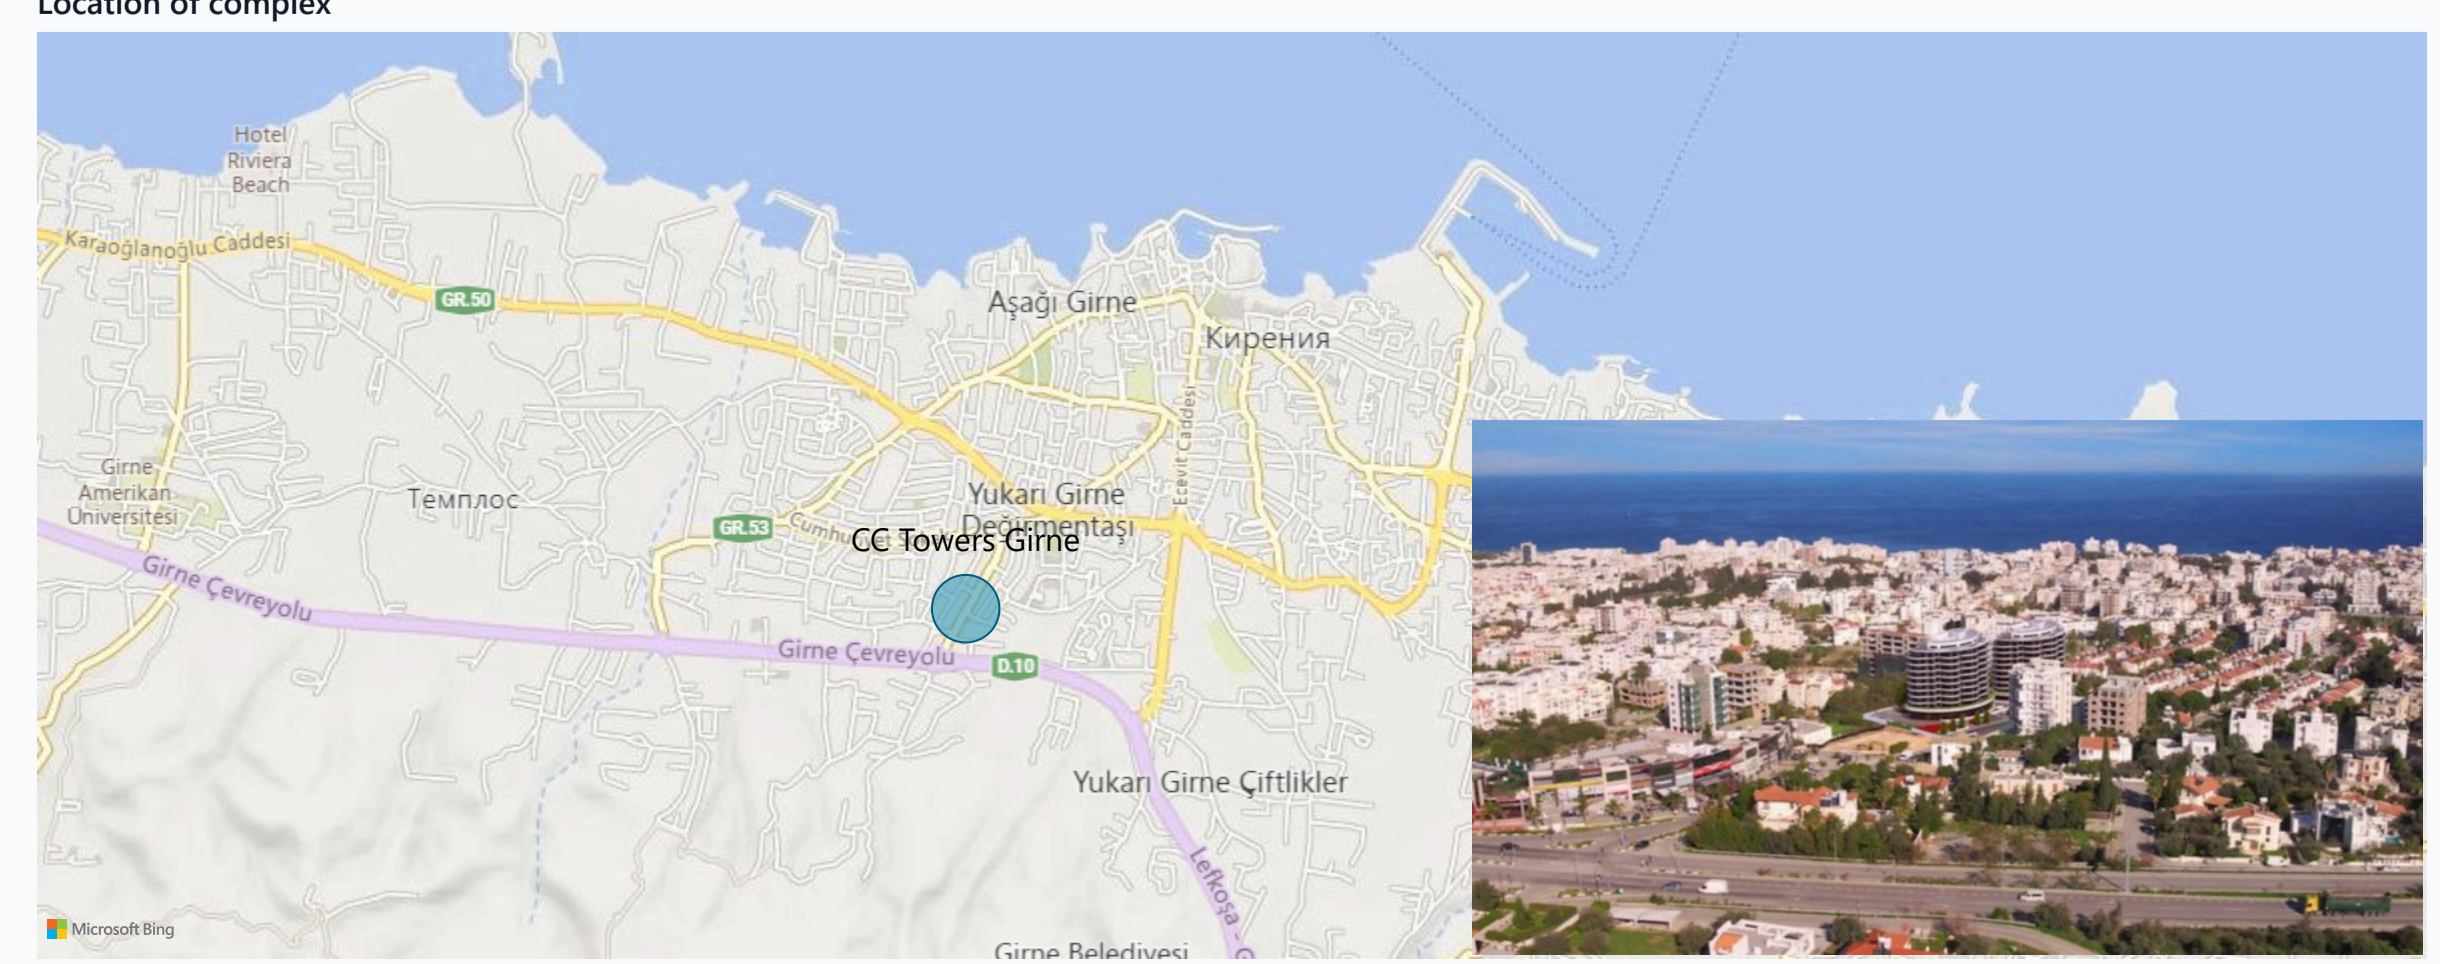 Location of complex
Hotel
Riviera
Beach
Karaoğlanoğlu Caddesi
GR.50
Aşağı Girne
Кирения
Ecevit Caddesi
Girne
Amerikan
Üniversitesi
Темплос
Yukarı Girne
Değirmentaşı
GR.53
CC Towers Girne
Girne Çevreyolu
Girne Çevreyolu
D.10
Yukarı Girne Çiftlikler
Lefkoşa - G
Microsoft Bing
Girne Belediyesi